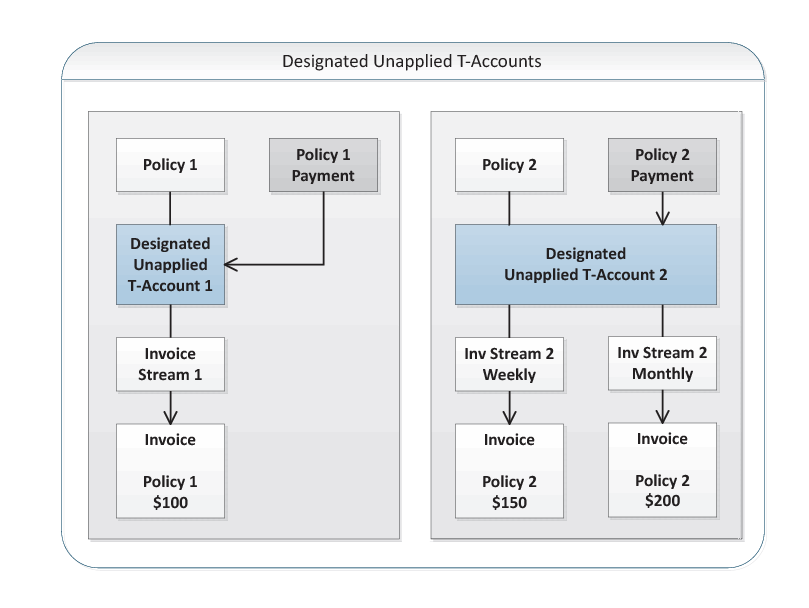 Designated Unapplied T-Accounts
Policy 1
Policy 1
Payment
Designated
Unapplied
T-Account 1
Invoice
Stream 1
Invoice
Policy 1
$100
Policy 2
Policy 2
Payment
Designated
Unapplied T-Account 2
Inv Stream 2
Weekly
Inv Stream 2
Monthly
Invoice
Policy 2
$150
Invoice
Policy 2
$200